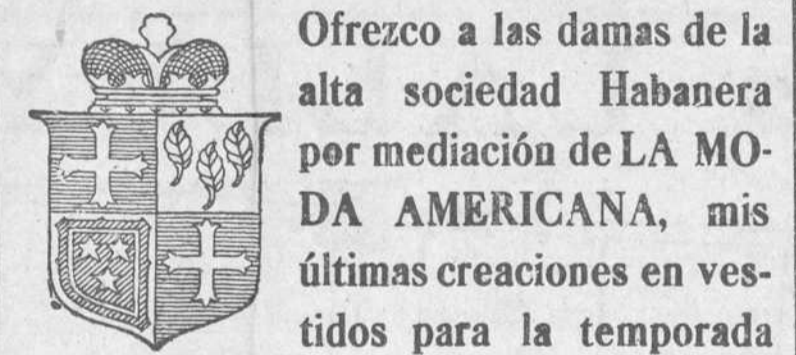 Ofrezco a las damas de la
alta sociedad Habanera
por mediación de LA MO-
DA AMERICANA, mis
últimas creaciones en ves-
tidos para la temporada